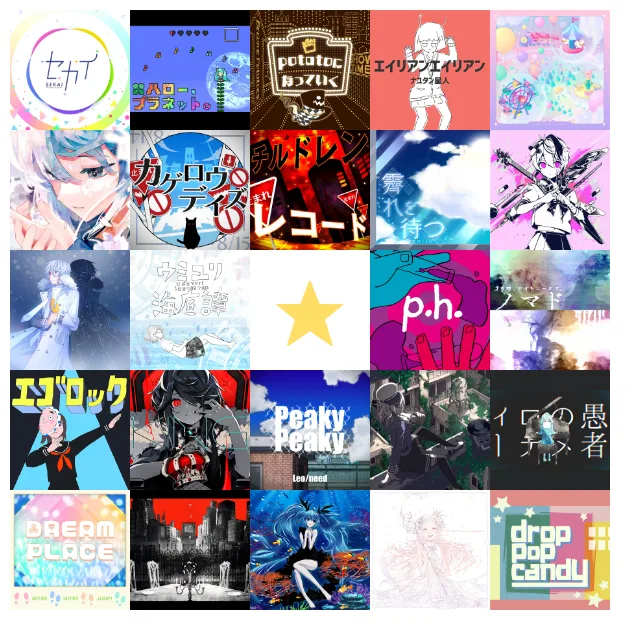 セカイ
SEKAI
ハロー、
プラネット。
potatoに
なっていく
エイリアンエイリアン
ナユタン星人
カゲロウ
デイズ
8/15
チルドレン
レコード
霽れを
待つ
ウミユリ
海底譚
p.h.
ノマド
エゴロック
Peaky
Peaky
Leo/need
の愚
者
DREAM
PLACE
drop
pop
candy